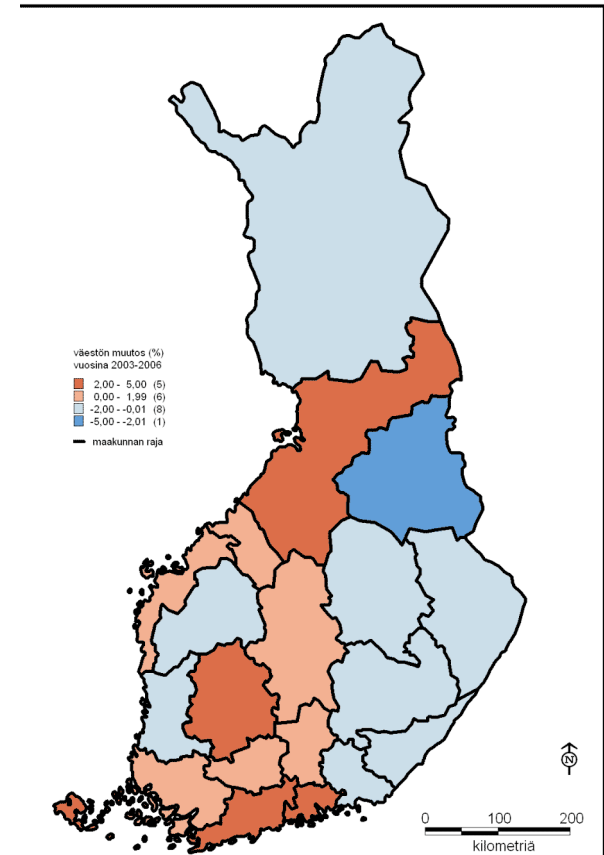 väestön muutos (%)
vuosina 2003-2006
2,00 - 5,00 (5)
0,00 - 1,99 (6)
-2,00 - -0,01 (8)
-5,00 - -2,01 (1)
maakunnan raja
N
0 100 200
kilometriä